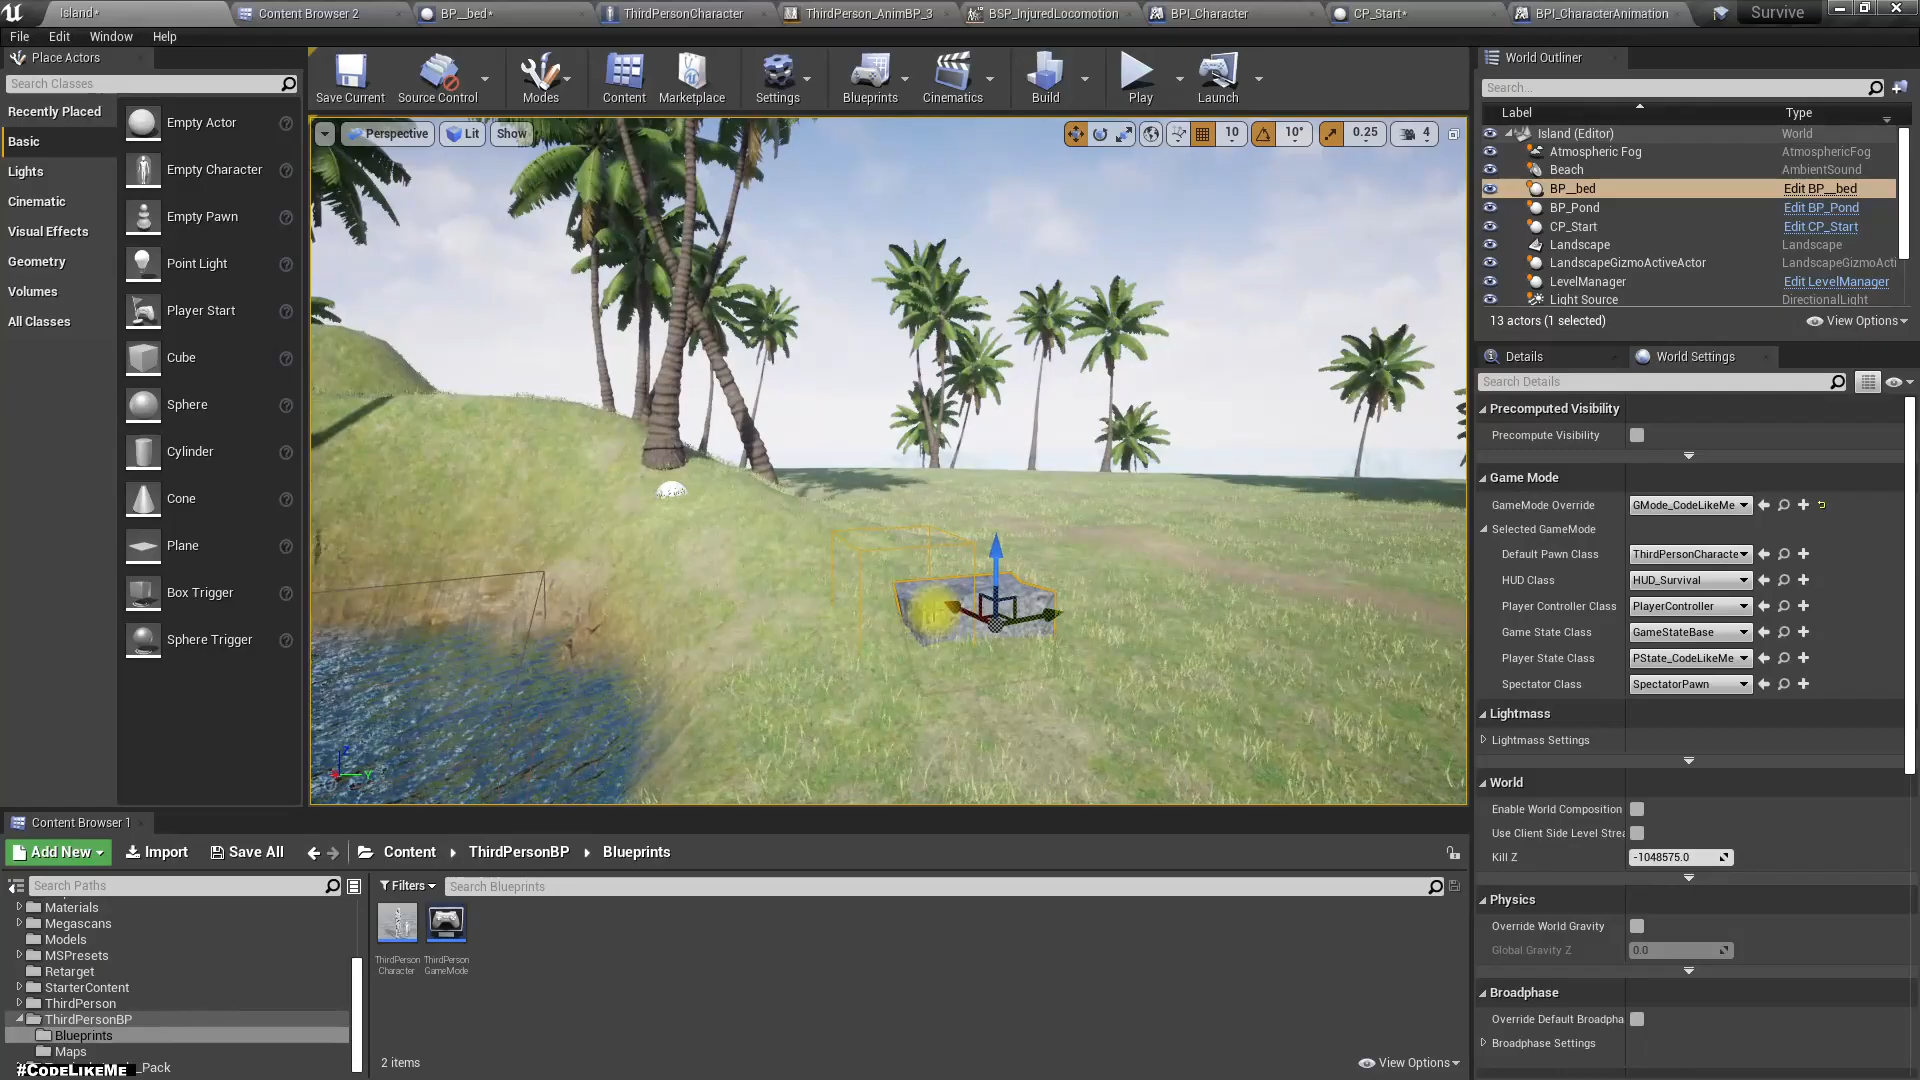 Island*
Content Browser 2
BP__bed*
ThirdPersonCharacter
ThirdPerson_AnimBP_3
BSP_InjuredLocomotion
BPI_Character
CP_Start*
BPI_CharacterAnimation
Survive
File Edit Window Help
Place Actors
Search Classes
Recently Placed
Basic
Lights
Cinematic
Visual Effects
Geometry
Volumes
All Classes
Empty Actor
Empty Character
Empty Pawn
Point Light
Player Start
Cube
Sphere
Cylinder
Cone
Plane
Box Trigger
Sphere Trigger
Save Current
Source Control
Modes
Content
Marketplace
Settings
Blueprints
Cinematics
Build
Play
Launch
Perspective
Lit
Show
10
10°
0.25
4
World Outliner
Search...
Label Type
Island (Editor) World
Atmospheric Fog AtmosphericFog
Beach AmbientSound
BP__bed Edit BP__bed
BP_Pond Edit BP_Pond
CP_Start Edit CP_Start
Landscape Landscape
LandscapeGizmoActiveActor LandscapeGizmoActi
LevelManager Edit LevelManager
Light Source DirectionalLight
13 actors (1 selected)
View Options
Details
World Settings
Search Details
Precomputed Visibility
Precompute Visibility
Game Mode
GameMode Override GMode_CodeLikeMe
Selected GameMode
Default Pawn Class ThirdPersonCharacte
HUD Class HUD_Survival
Player Controller Class PlayerController
Game State Class GameStateBase
Player State Class PState_CodeLikeMe
Spectator Class SpectatorPawn
Lightmass
Lightmass Settings
World
Enable World Composition
Use Client Side Level Strea
Kill Z -1048575.0
Physics
Override World Gravity
Global Gravity Z 0.0
Broadphase
Override Default Broadpha
Broadphase Settings
Content Browser 1
Add New
Import
Save All
Content
ThirdPersonBP
Blueprints
Search Paths
Filters
Search Blueprints
Materials
Megascans
Models
MSPresets
Retarget
StarterContent
ThirdPerson
ThirdPersonBP
Blueprints
Maps
_Pack
#CodeLikeMe
ThirdPerson
Character
ThirdPerson
GameMode
2 items
View Options
Z
Y